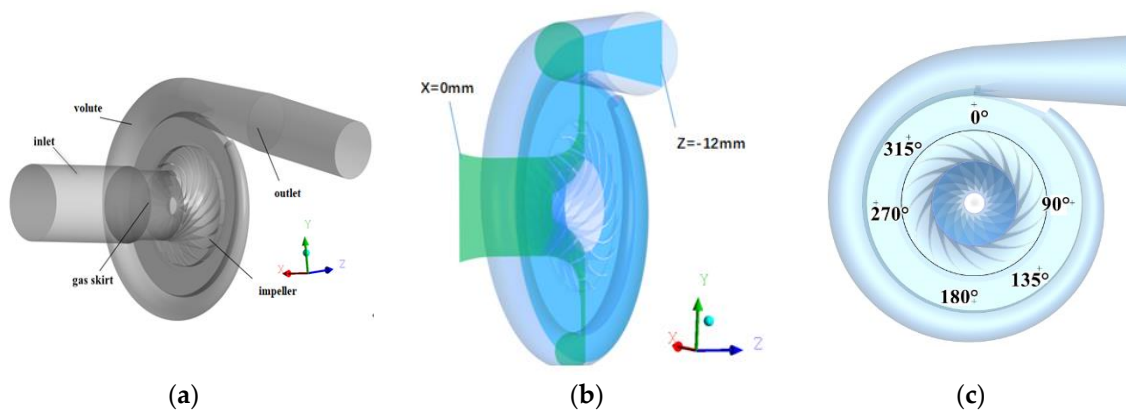 volute
inlet
gas skirt
outlet
impeller
Y
X
Z
X=0mm
Z=-12mm
Y
X
Z
0°
315°
270°
90°
135°
180°
(a)
(b)
(c)